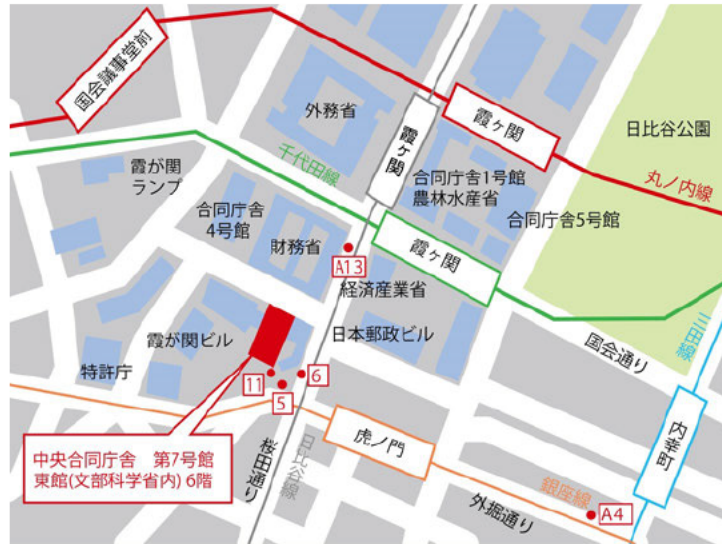 国会議事堂前
外務省
霞ヶ関
霞ヶ関
日比谷公園
千代田線
霞が関
ランプ
合同庁舎1号館
農林水産省
丸ノ内線
合同庁舎
4号館
財務省
合同庁舎5号館
霞ヶ関
A13
経済産業省
三田線
霞が関ビル
日本郵政ビル
国会通り
特許庁
11
5
6
内幸町
虎ノ門
中央合同庁舎 第7号館
東館(文部科学省内) 6階
桜田通り
日比谷線
銀座線
外堀通り
A4